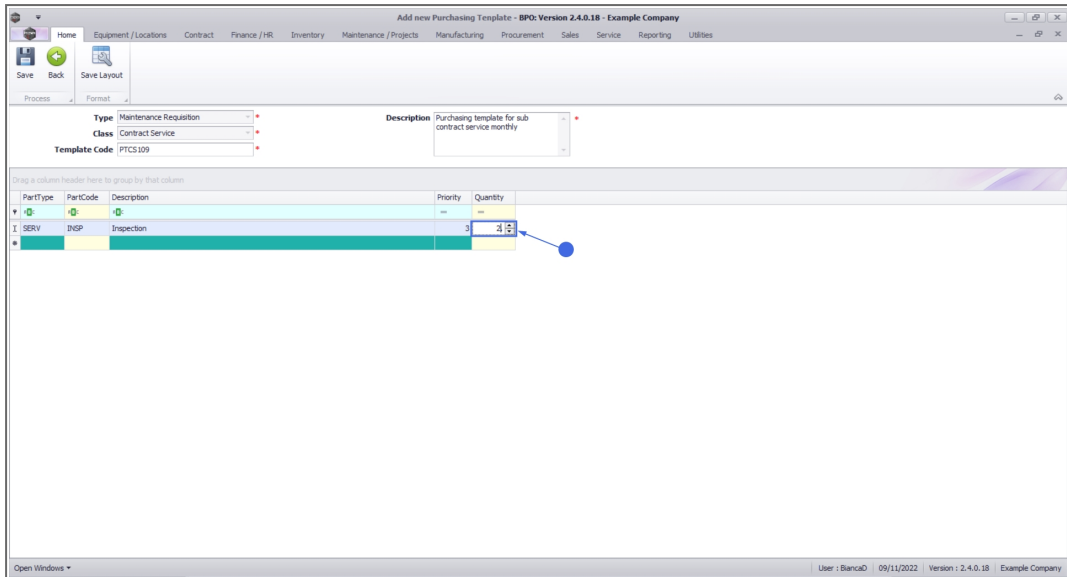 Add new Purchasing Template - BPO: Version 2.4.0.18 - Example Company
Home Equipment / Locations Contract Finance / HR Inventory Maintenance / Projects Manufacturing Procurement Sales Service Reporting Utilities
Save Back Save Layout
Process Format
Type Maintenance Requisition * Description Purchasing template for sub *
Class Contract Service * contract service monthly
Template Code PTCS109 *
Drag a column header here to group by that column
PartType PartCode Description Priority Quantity
SERV INSP Inspection 3 2
Open Windows User : BiancaD 09/11/2022 Version : 2.4.0.18 Example Company